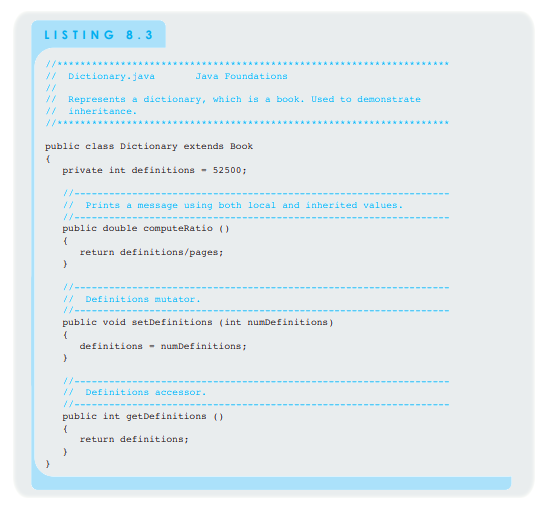 LISTING 8.3
//********************************************************************
//  Dictionary.java       Java Foundations
//
//  Represents a dictionary, which is a book. Used to demonstrate
//  inheritance.
//********************************************************************
public class Dictionary extends Book
{
   private int definitions = 52500;
   //-----------------------------------------------------------------
   //  Prints a message using both local and inherited values.
   //-----------------------------------------------------------------
   public double computeRatio ()
   {
      return definitions/pages;
   }
   //-----------------------------------------------------------------
   //  Definitions mutator.
   //-----------------------------------------------------------------
   public void setDefinitions (int numDefinitions)
   {
      definitions = numDefinitions;
   }
   //-----------------------------------------------------------------
   //  Definitions accessor.
   //-----------------------------------------------------------------
   public int getDefinitions ()
   {
      return definitions;
   }
}